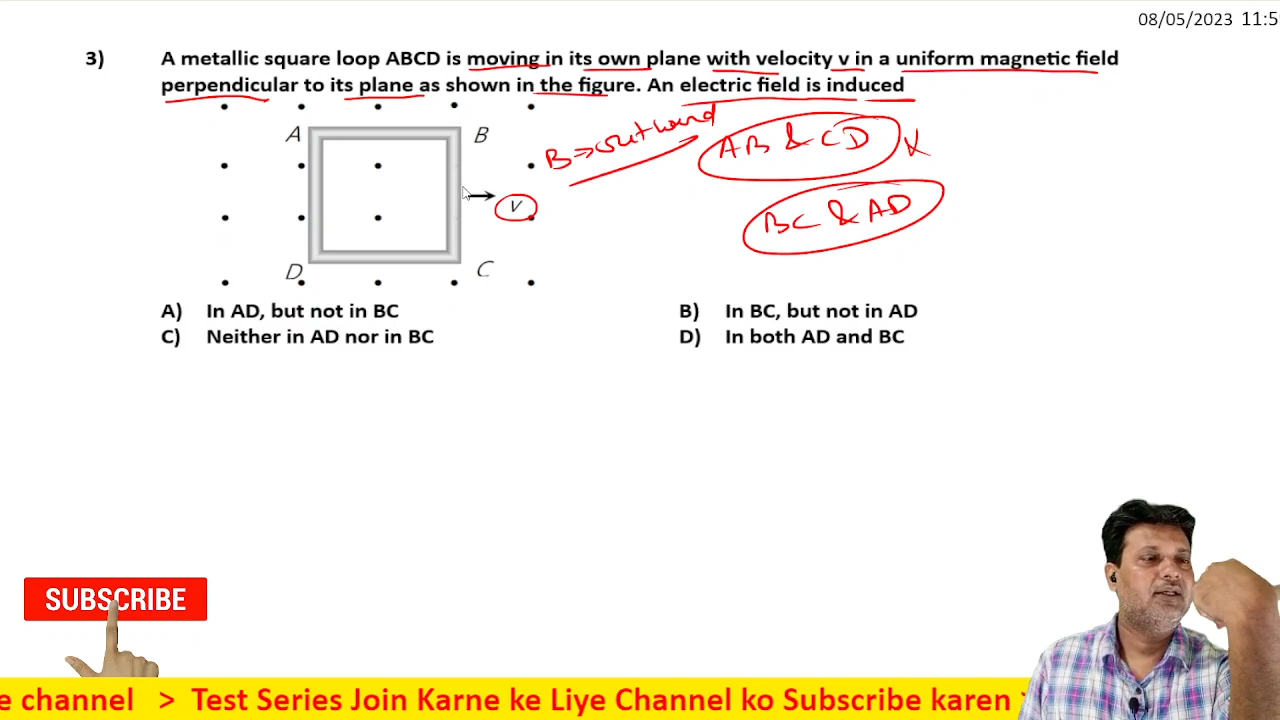 08/05/2023 11:5
3) A metallic square loop ABCD is moving in its own plane with velocity v in a uniform magnetic field
perpendicular to its plane as shown in the figure. An electric field is induced
A B
B⇒outward
AB & CD X
BC & AD
V
D C
A) In AD, but not in BC
B) In BC, but not in AD
C) Neither in AD nor in BC
D) In both AD and BC
SUBSCRIBE
e channel > Test Series Join Karne ke Liye Channel ko Subscribe karen